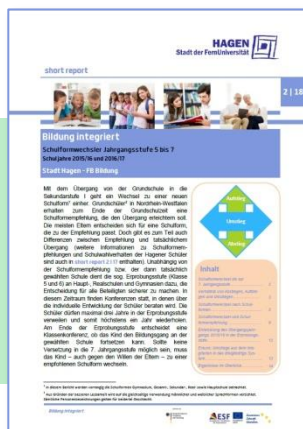 HAGEN
Stadt der FernUniversität
short report
2 | 18
Bildung integriert
Schulformwechsler Jahrgangsstufe 5 bis 7
Schuljahre 2015/16 und 2016/17
Stadt Hagen - FB Bildung
Mit dem Übergang von der Grundschule in die
Sekundarstufe I geht ein Wechsel zu einer neuen
Schulform¹ einher. Grundschüler² in Nordrhein-Westfalen
erhalten zum Ende der Grundschulzeit eine
Schulformempfehlung, die den Übergang erleichtern soll.
Die meisten Eltern entscheiden sich für eine Schulform,
die zu der Empfehlung passt. Doch gibt es zum Teil auch
Differenzen zwischen Empfehlung und tatsächlichem
Übergang (weitere Informationen zu Schulformem-
pfehlungen und Schulwahlverhalten der Hagener Schüler
sind auch in short report 2|17 enthalten). Unabhängig von
der Schulformempfehlung bzw. der dann tatsächlich
gewählten Schule dient die sog. Erprobungsstufe (Klasse
5 und 6) an Haupt-, Realschulen und Gymnasien dazu, die
Entscheidung für alle Beteiligten sicherer zu machen. In
diesem Zeitraum finden Konferenzen statt, in denen über
die individuelle Entwicklung der Schüler beraten wird. Die
Schüler dürfen maximal drei Jahre in der Erprobungsstufe
verweilen und somit höchstens ein Jahr wiederholen.
Am Ende der Erprobungsstufe entscheidet eine
Klassenkonferenz, ob das Kind den Bildungsgang an der
gewählten Schule fortsetzen kann. Sollte keine
Versetzung in die 7. Jahrgangsstufe möglich sein, muss
das Kind – auch gegen den Willen der Eltern – zu einer
empfohlenen Schulform wechseln.
Aufstieg
Umstieg
Abstieg
Inhalt
Bildung integriert
ESF